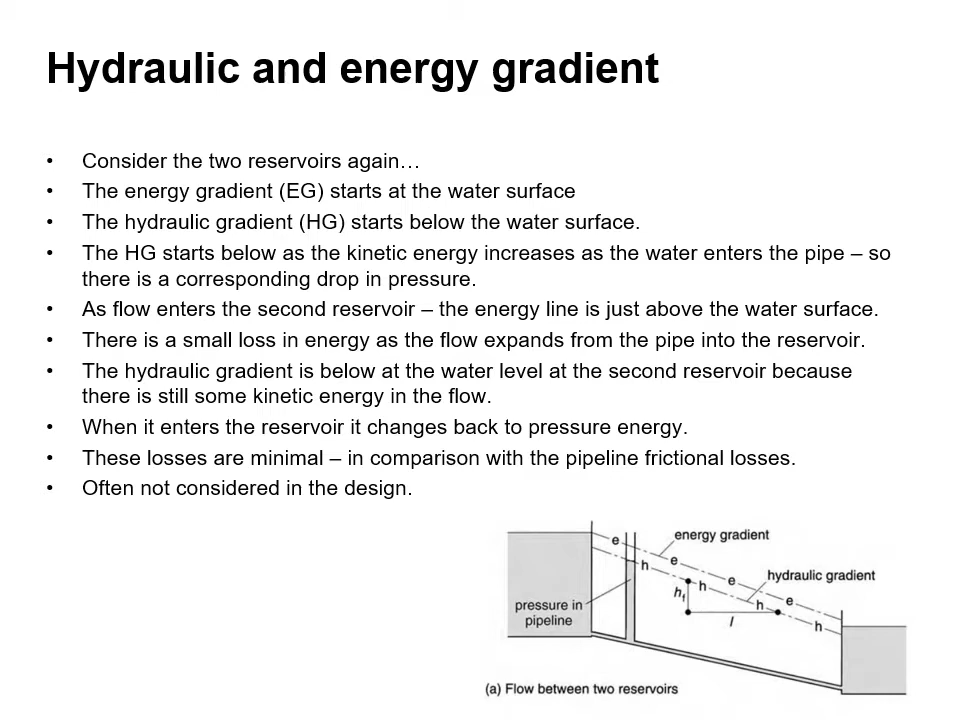 Hydraulic and energy gradient
• Consider the two reservoirs again…
• The energy gradient (EG) starts at the water surface
• The hydraulic gradient (HG) starts below the water surface.
• The HG starts below as the kinetic energy increases as the water enters the pipe – so
there is a corresponding drop in pressure.
• As flow enters the second reservoir – the energy line is just above the water surface.
• There is a small loss in energy as the flow expands from the pipe into the reservoir.
• The hydraulic gradient is below at the water level at the second reservoir because
there is still some kinetic energy in the flow.
• When it enters the reservoir it changes back to pressure energy.
• These losses are minimal – in comparison with the pipeline frictional losses.
• Often not considered in the design.
energy gradient
e
e
h
hydraulic gradient
e
h
hf
e
h
pressure in
pipeline
l
h
(a) Flow between two reservoirs